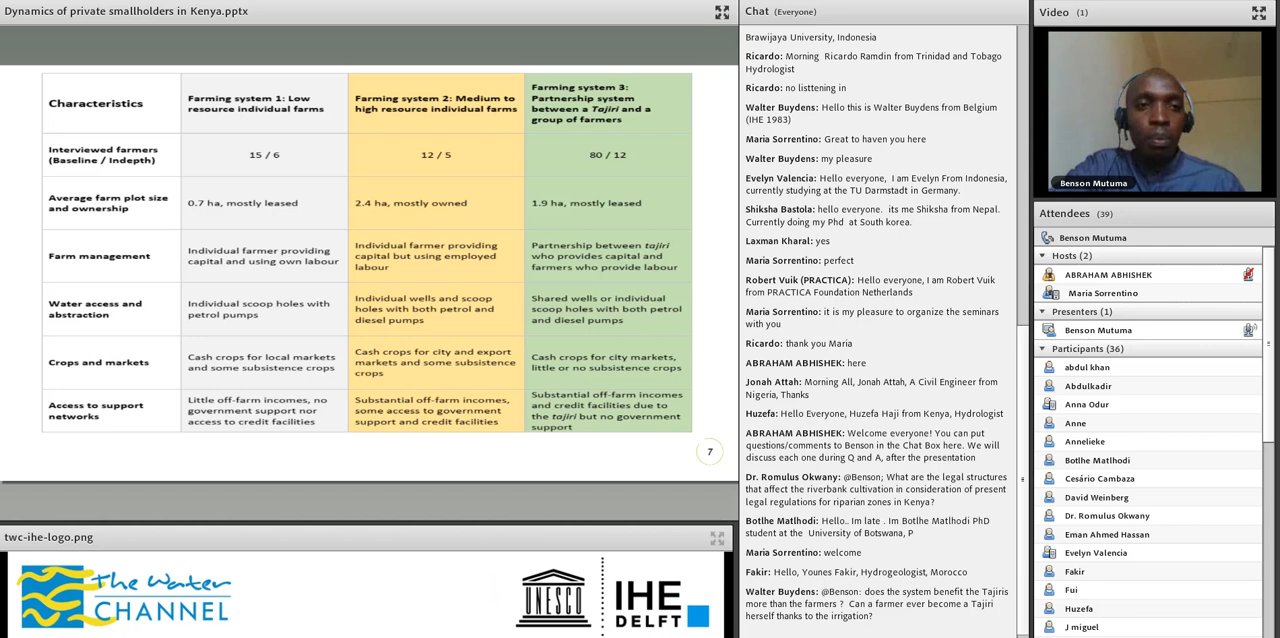 Dynamics of private smallholders in Kenya.pptx
Characteristics
Farming system 1: Low
resource individual farms
Farming system 2: Medium to
high resource individual farms
Farming system 3:
Partnership system
between a Tajiri and a
group of farmers
Interviewed farmers
(Baseline / Indepth)
15 / 6
12 / 5
80 / 12
Average farm plot size
and ownership
0.7 ha, mostly leased
2.4 ha, mostly owned
1.9 ha, mostly leased
Farm management
Individual farmer providing
capital and using own labour
Individual farmer providing
capital but using employed
labour
Partnership between tajiri
who provides capital and
farmers who provide labour
Water access and
abstraction
Individual scoop holes with
petrol pumps
Individual wells and scoop
holes with both petrol and
diesel pumps
Shared wells or individual
scoop holes with both petrol
and diesel pumps
Crops and markets
Cash crops for local markets
and some subsistence crops
Cash crops for city and export
markets and some subsistence
crops
Cash crops for city markets,
little or no subsistence crops
Access to support
networks
Little off-farm incomes, no
government support nor
access to credit facilities
Substantial off-farm incomes,
some access to government
support and credit facilities
Substantial off-farm incomes
and credit facilities due to
the tajiri but no government
support
7
twc-ihe-logo.png
The Water
CHANNEL
UNESCO
IHE
DELFT
Chat (Everyone)
Brawijaya University, Indonesia
Ricardo: Morning Ricardo Ramdin from Trinidad and Tobago
Hydrologist
Ricardo: no listtening in
Walter Buydens: Hello this is Walter Buydens from Belgium
(IHE 1983)
Maria Sorrentino: Great to haven you here
Walter Buydens: my pleasure
Evelyn Valencia: Hello everyone, I am Evelyn From Indonesia,
currently studying at the TU Darmstadt in Germany.
Shiksha Bastola: hello everyone. its me Shiksha from Nepal.
Currently doing my Phd at South korea.
Laxman Kharal: yes
Maria Sorrentino: perfect
Robert Vuik (PRACTICA): Hello everyone, I am Robert Vuik
from PRACTICA Foundation Netherlands
Maria Sorrentino: it is my pleasure to organize the seminars
with you
Ricardo: thank you Maria
ABRAHAM ABHISHEK: here
Jonah Attah: Morning All, Jonah Attah, A Civil Engineer from
Nigeria, Thanks
Huzefa: Hello Everyone, Huzefa Haji from Kenya, Hydrologist
ABRAHAM ABHISHEK: Welcome everyone! You can put
questions/comments to Benson in the Chat Box here. We will
discuss each one during Q and A, after the presentation
Dr. Romulus Okwany: @Benson; What are the legal structures
that affect the riverbank cultivation in consideration of present
legal regulations for riparian zones in Kenya?
Botlhe Matlhodi: Hello.. Im late . Im Botlhe Matlhodi PhD
student at the University of Botswana, P
Maria Sorrentino: welcome
Fakir: Hello, Younes Fakir, Hydrogeologist, Morocco
Walter Buydens: @Benson: does the system benefit the Tajiris
more than the farmers ? Can a farmer ever become a Tajiri
herself thanks to the irrigation?
Video (1)
Benson Mutuma
Attendees (39)
Benson Mutuma
Hosts (2)
ABRAHAM ABHISHEK
Maria Sorrentino
Presenters (1)
Benson Mutuma
Participants (36)
abdul khan
Abdulkadir
Anna Odur
Anne
Annelieke
Botlhe Matlhodi
Cesário Cambaza
David Weinberg
Dr. Romulus Okwany
Eman Ahmed Hassan
Evelyn Valencia
Fakir
Fui
Huzefa
J miguel